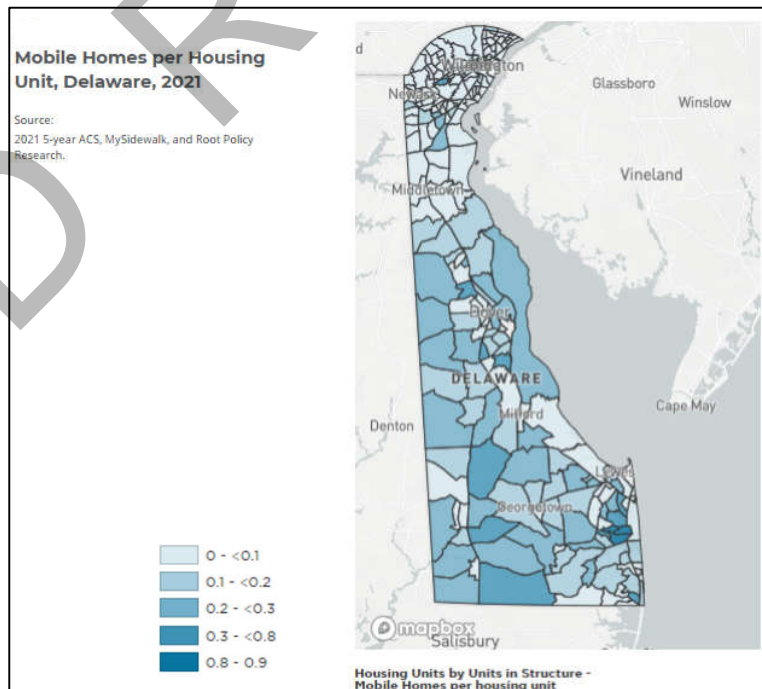 Mobile Homes per Housing
Unit, Delaware, 2021
Source:
2021 5-year ACS, MySidewalk, and Root Policy
Research.
0 - <0.1
0.1 - <0.2
0.2 - <0.3
0.3 - <0.8
0.8 - 0.9
d
Wilmington
Glassboro
Newark
Winslow
Vineland
Middletown
Dover
DELAWARE
Cape May
Milford
Denton
Lewes
Georgetown
mapbox
Salisbury
Housing Units by Units in Structure -
Mobile Homes per housing unit
D R